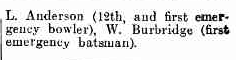 L. Anderson (12th, and first emer-
gency bowler), W. Burbridge (first
emergency batsman).